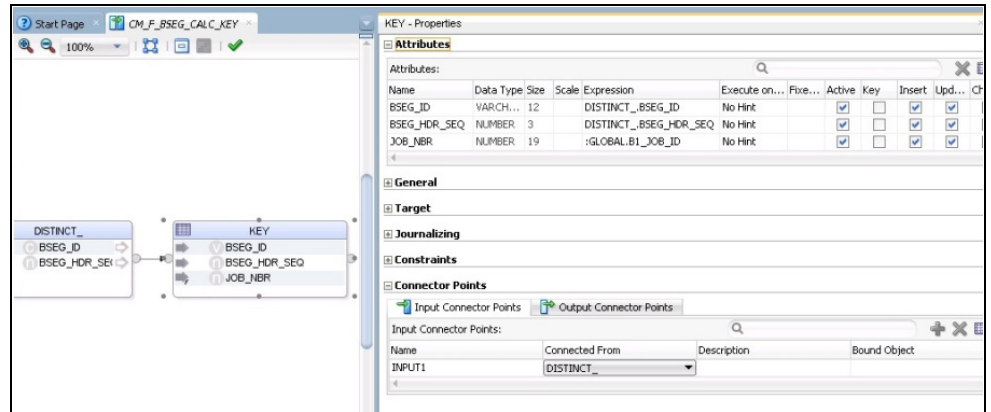 Start Page
CM_F_BSEG_CALC_KEY
100%
DISTINCT_
BSEG_ID
BSEG_HDR_SE
KEY
BSEG_ID
BSEG_HDR_SEQ
JOB_NBR
KEY - Properties
Attributes
Attributes:
Name Data Type Size Scale Expression Execute on... Fixe... Active Key Insert Upd... Ch
BSEG_ID VARCH... 12 DISTINCT_.BSEG_ID No Hint
BSEG_HDR_SEQ NUMBER 3 DISTINCT_.BSEG_HDR_SEQ No Hint
JOB_NBR NUMBER 19 :GLOBAL.B1_JOB_ID No Hint
General
Target
Journalizing
Constraints
Connector Points
Input Connector Points Output Connector Points
Input Connector Points:
Name Connected From Description Bound Object
INPUT1 DISTINCT_